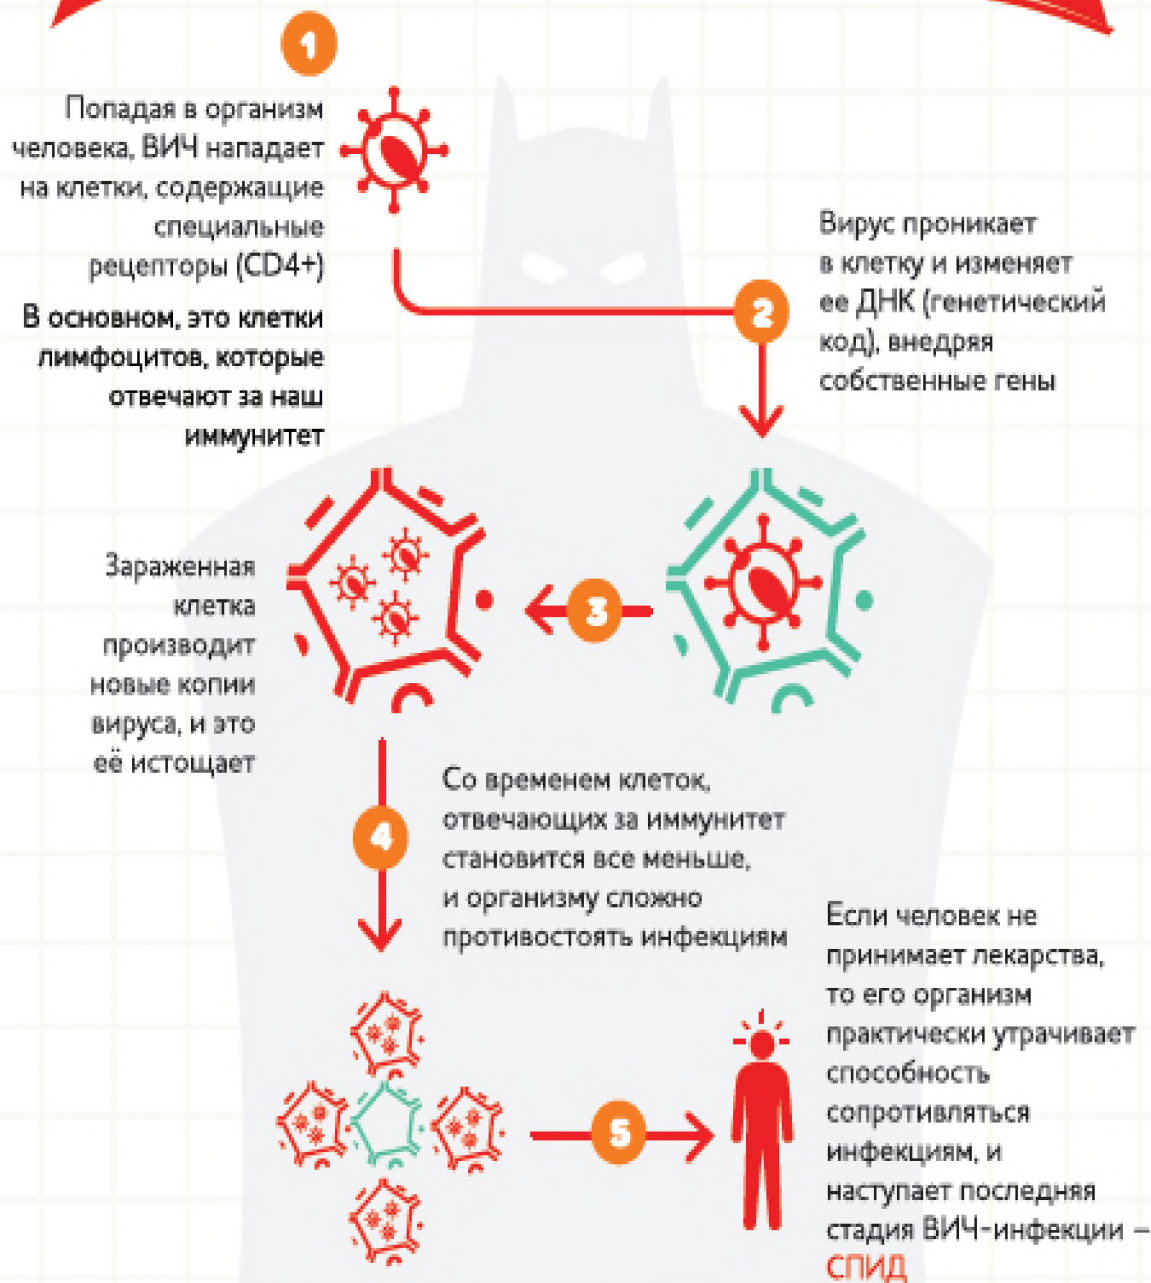 1
Попадая в организм
человека, ВИЧ нападает
на клетки, содержащие
специальные
рецепторы (CD4+)
В основном, это клетки
лимфоцитов, которые
отвечают за наш
иммунитет
2
Вирус проникает
в клетку и изменяет
ее ДНК (генетический
код), внедряя
собственные гены
3
Зараженная
клетка
производит
новые копии
вируса, и это
её истощает
4
Со временем клеток,
отвечающих за иммунитет
становится все меньше,
и организму сложно
противостоять инфекциям
5
Если человек не
принимает лекарства,
то его организм
практически утрачивает
способность
сопротивляться
инфекциям, и
наступает последняя
стадия ВИЧ-инфекции –
СПИД